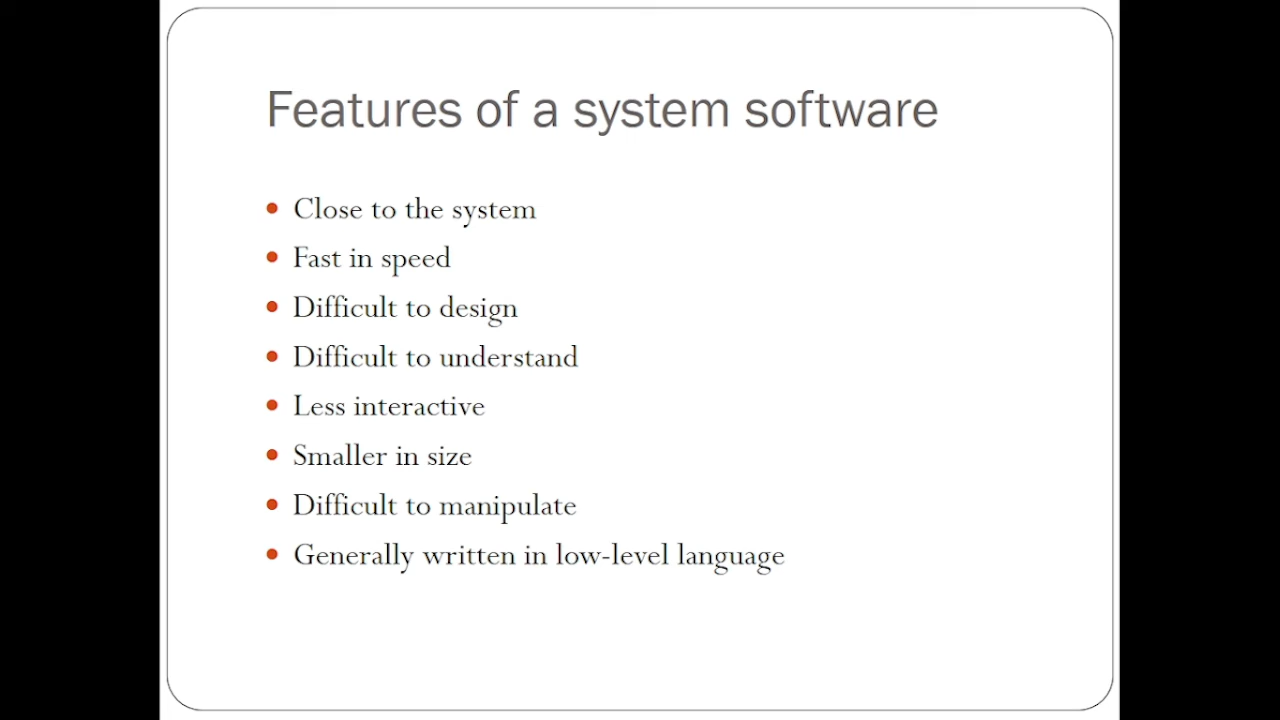 Features of a system software
Close to the system
Fast in speed
Difficult to design
Difficult to understand
Less interactive
Smaller in size
Difficult to manipulate
Generally written in low-level language